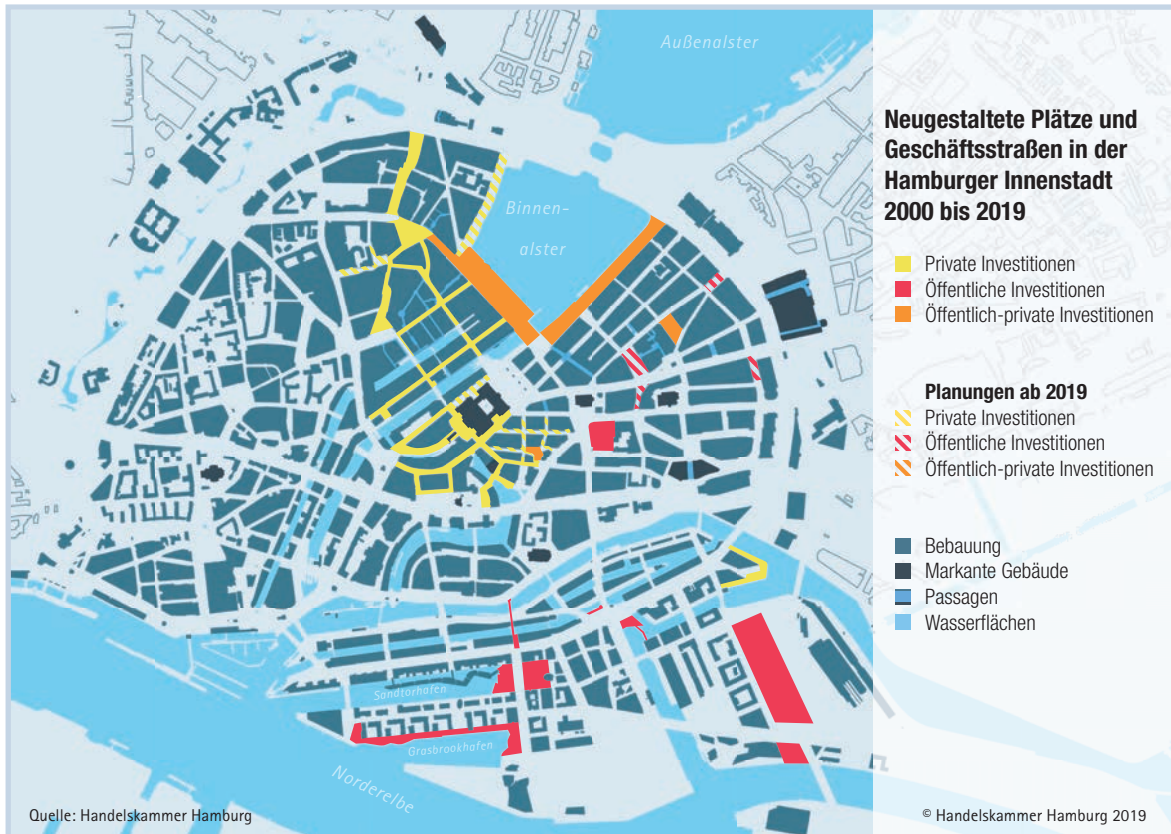 Außenalster
Binnen-
alster
Sandtorhafen
Grasbrookhafen
Norderelbe
Quelle: Handelskammer Hamburg
Neugestaltete Plätze und
Geschäftsstraßen in der
Hamburger Innenstadt
2000 bis 2019
Private Investitionen
Öffentliche Investitionen
Öffentlich-private Investitionen
Planungen ab 2019
Private Investitionen
Öffentliche Investitionen
Öffentlich-private Investitionen
Bebauung
Markante Gebäude
Passagen
Wasserflächen
© Handelskammer Hamburg 2019